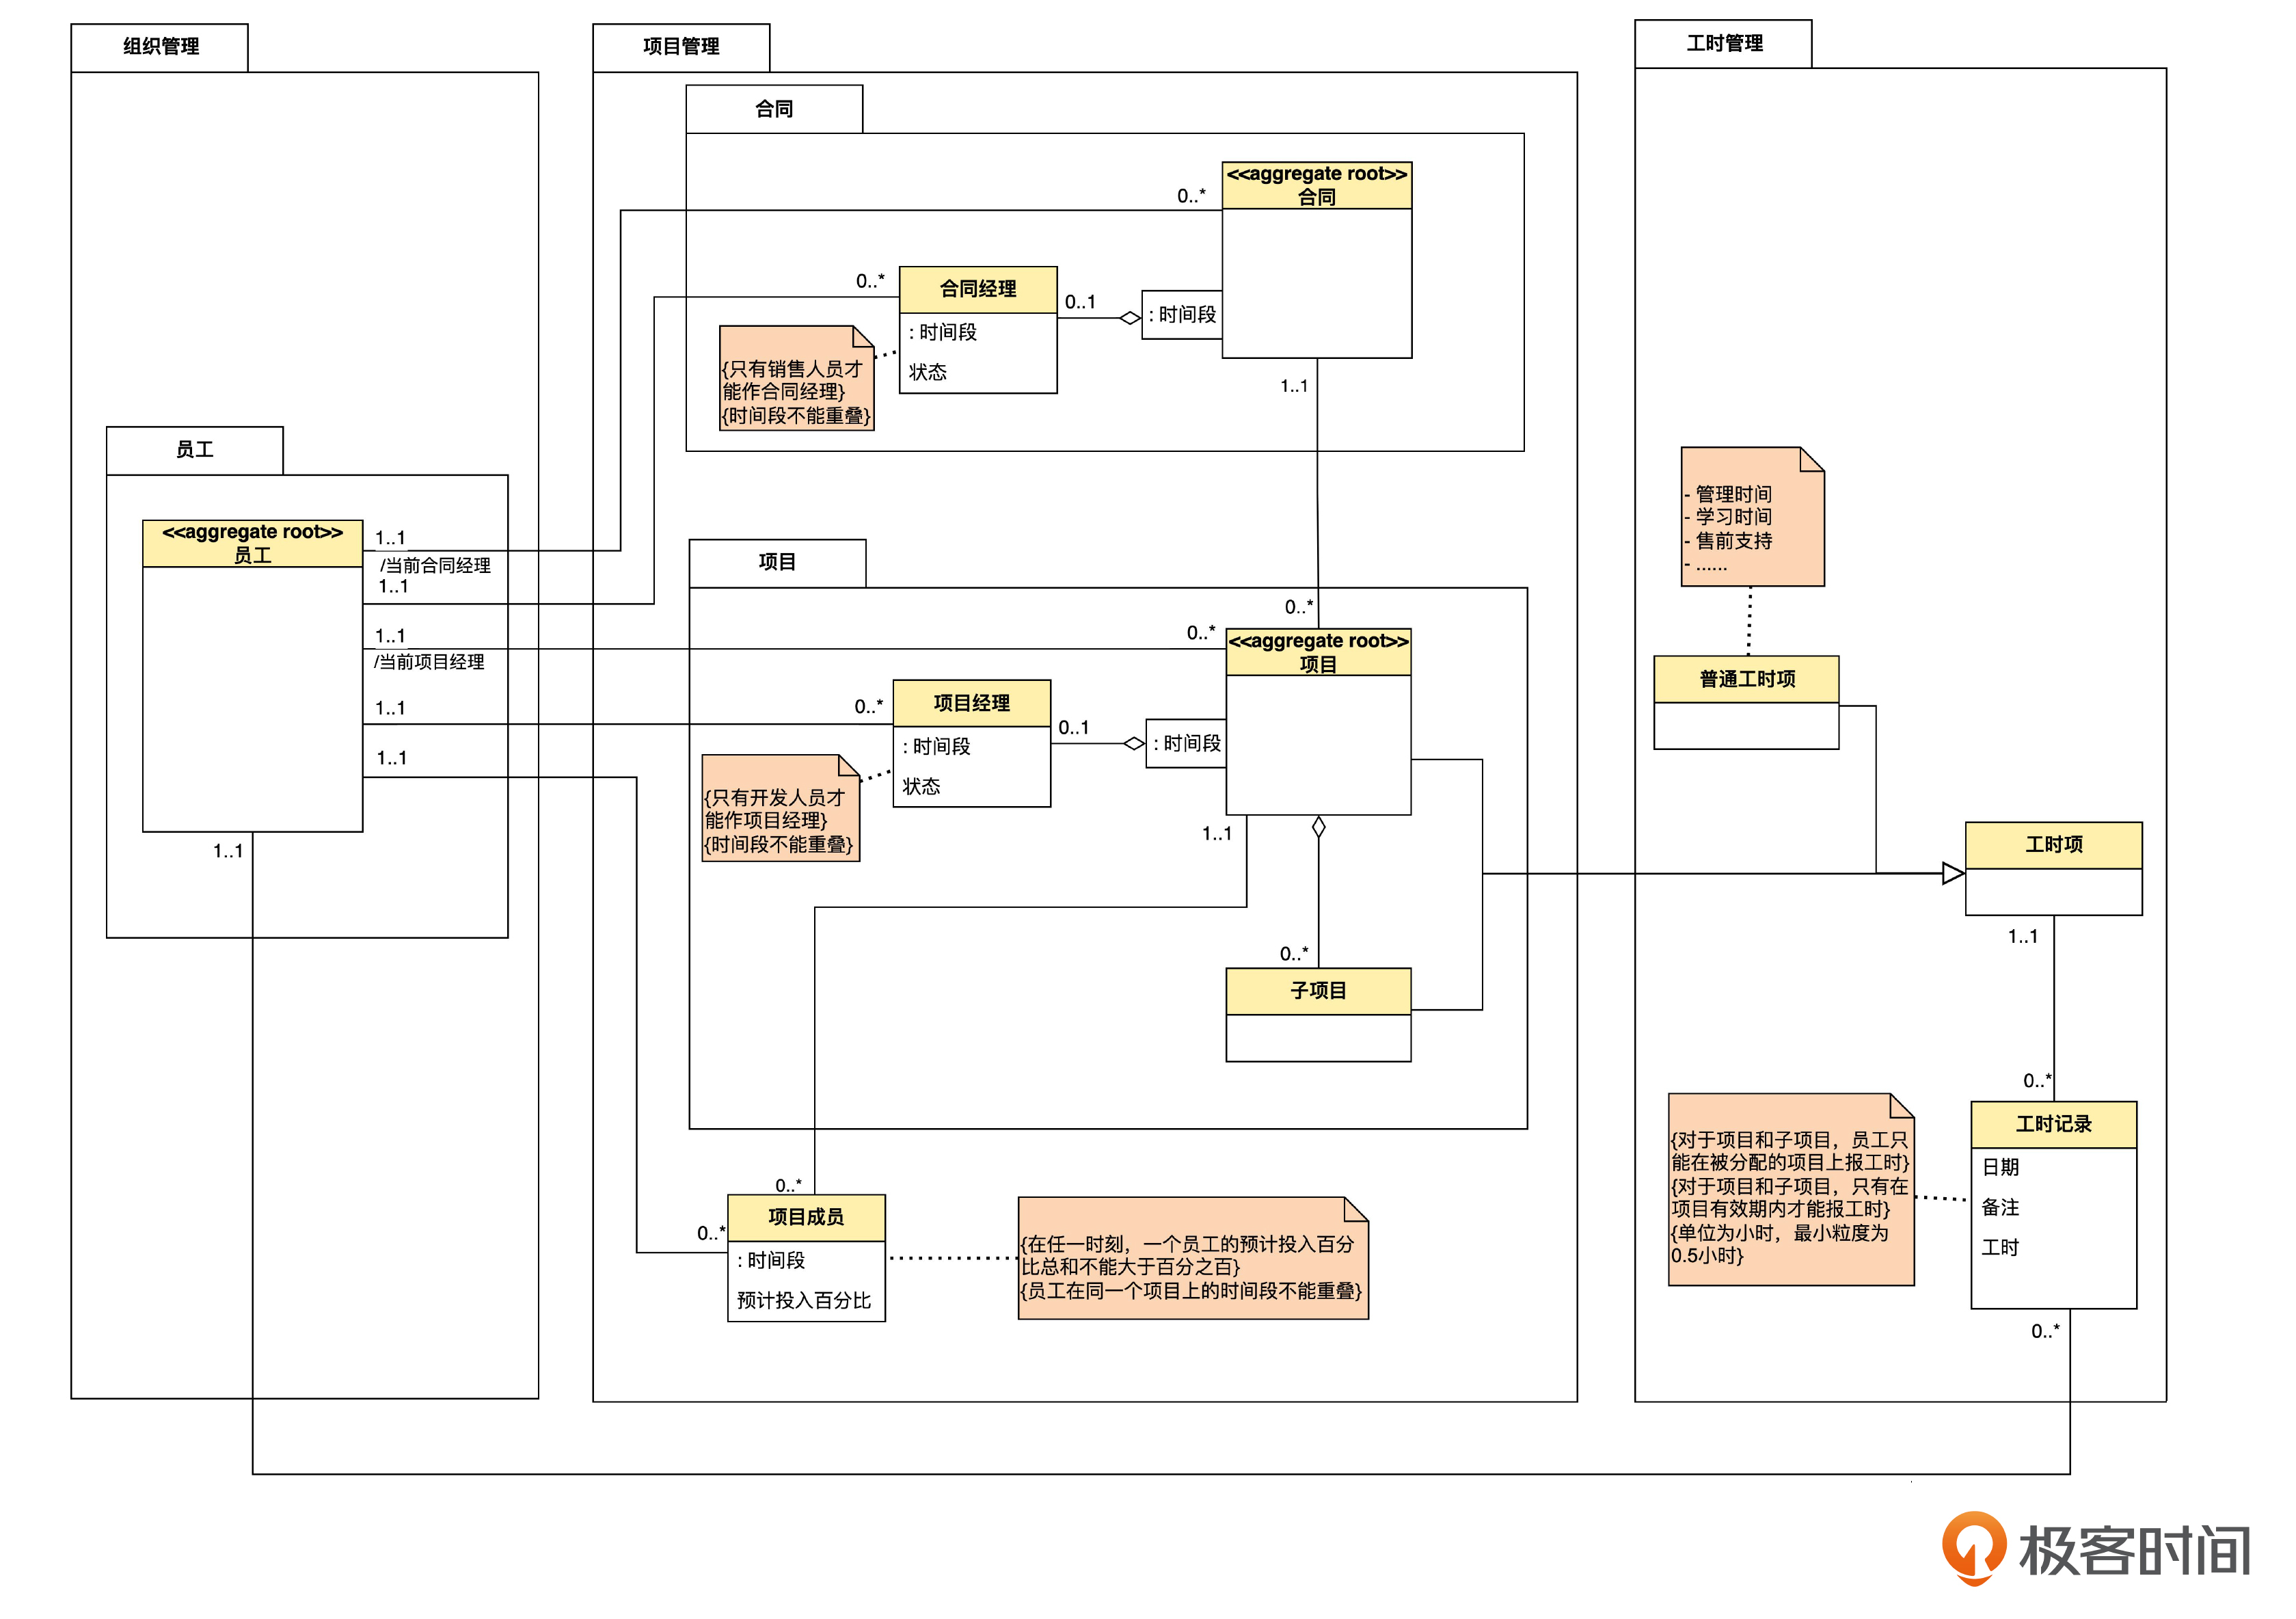 组织管理
项目管理
工时管理
合同
<<aggregate root>>
合同
0..*
0..*
合同经理
: 时间段
状态
0..1
: 时间段
{只有销售人员才
能作合同经理}
{时间段不能重叠}
1..1
员工
<<aggregate root>>
员工
1..1
/当前合同经理
1..1
1..1
/当前项目经理
1..1
1..1
1..1
项目
0..*
0..*
<<aggregate root>>
项目
0..*
项目经理
: 时间段
状态
0..1
: 时间段
{只有开发人员才
能作项目经理}
{时间段不能重叠}
1..1
0..*
子项目
0..*
0..*
项目成员
: 时间段
预计投入百分比
{在任一时刻，一个员工的预计投入百分
比总和不能大于百分之百}
{员工在同一个项目上的时间段不能重叠}
- 管理时间
- 学习时间
- 售前支持
- ......
普通工时项
工时项
1..1
0..*
工时记录
日期
备注
工时
{对于项目和子项目，员工只
能在被分配的项目上报工时}
{对于项目和子项目，只有在
项目有效期内才能报工时}
{单位为小时，最小粒度为
0.5小时}
0..*
极客时间